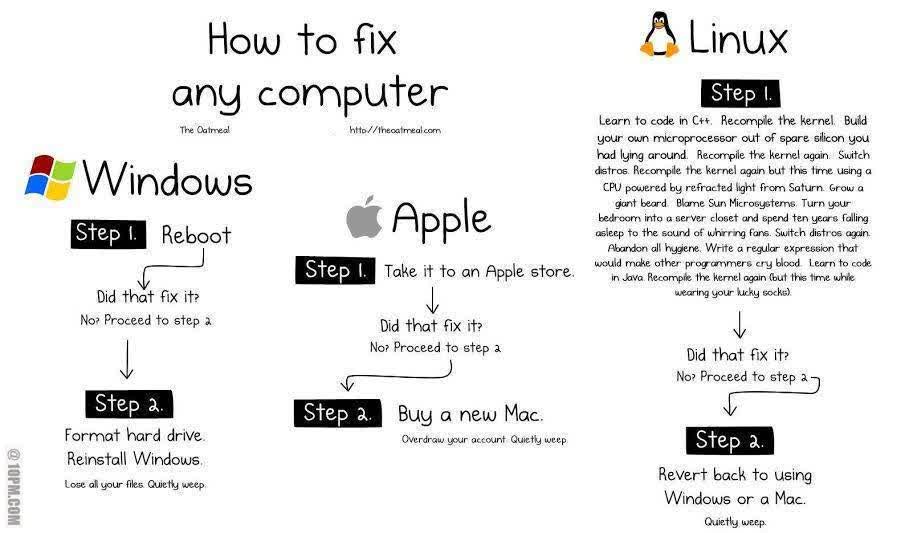 How to fix
any computer
The Oatmeal
http://theoatmeal.com
Windows
Step 1.
Reboot
Did that fix it?
No? Proceed to step 2
Step 2.
Format hard drive.
Reinstall Windows.
Lose all your files. Quietly weep.
Apple
Step 1.
Take it to an Apple store.
Did that fix it?
No? Proceed to step 2
Step 2.
Buy a new Mac.
Overdraw your account. Quietly weep.
Linux
Step 1.
Learn to code in C++. Recompile the kernel. Build
your own microprocessor out of spare silicon you
had lying around. Recompile the kernel again. Switch
distros. Recompile the kernel again but this time using a
CPU powered by refracted light from Saturn. Grow a
giant beard. Blame Sun Microsystems. Turn your
bedroom into a server closet and spend ten years falling
asleep to the sound of whirring fans. Switch distros again.
Abandon all hygiene. Write a regular expression that
would make other programmers cry blood. Learn to code
in Java. Recompile the kernel again (but this time while
wearing your lucky socks).
Did that fix it?
No? Proceed to step 2
Step 2.
Revert back to using
Windows or a Mac.
Quietly weep.
@10PM.COM